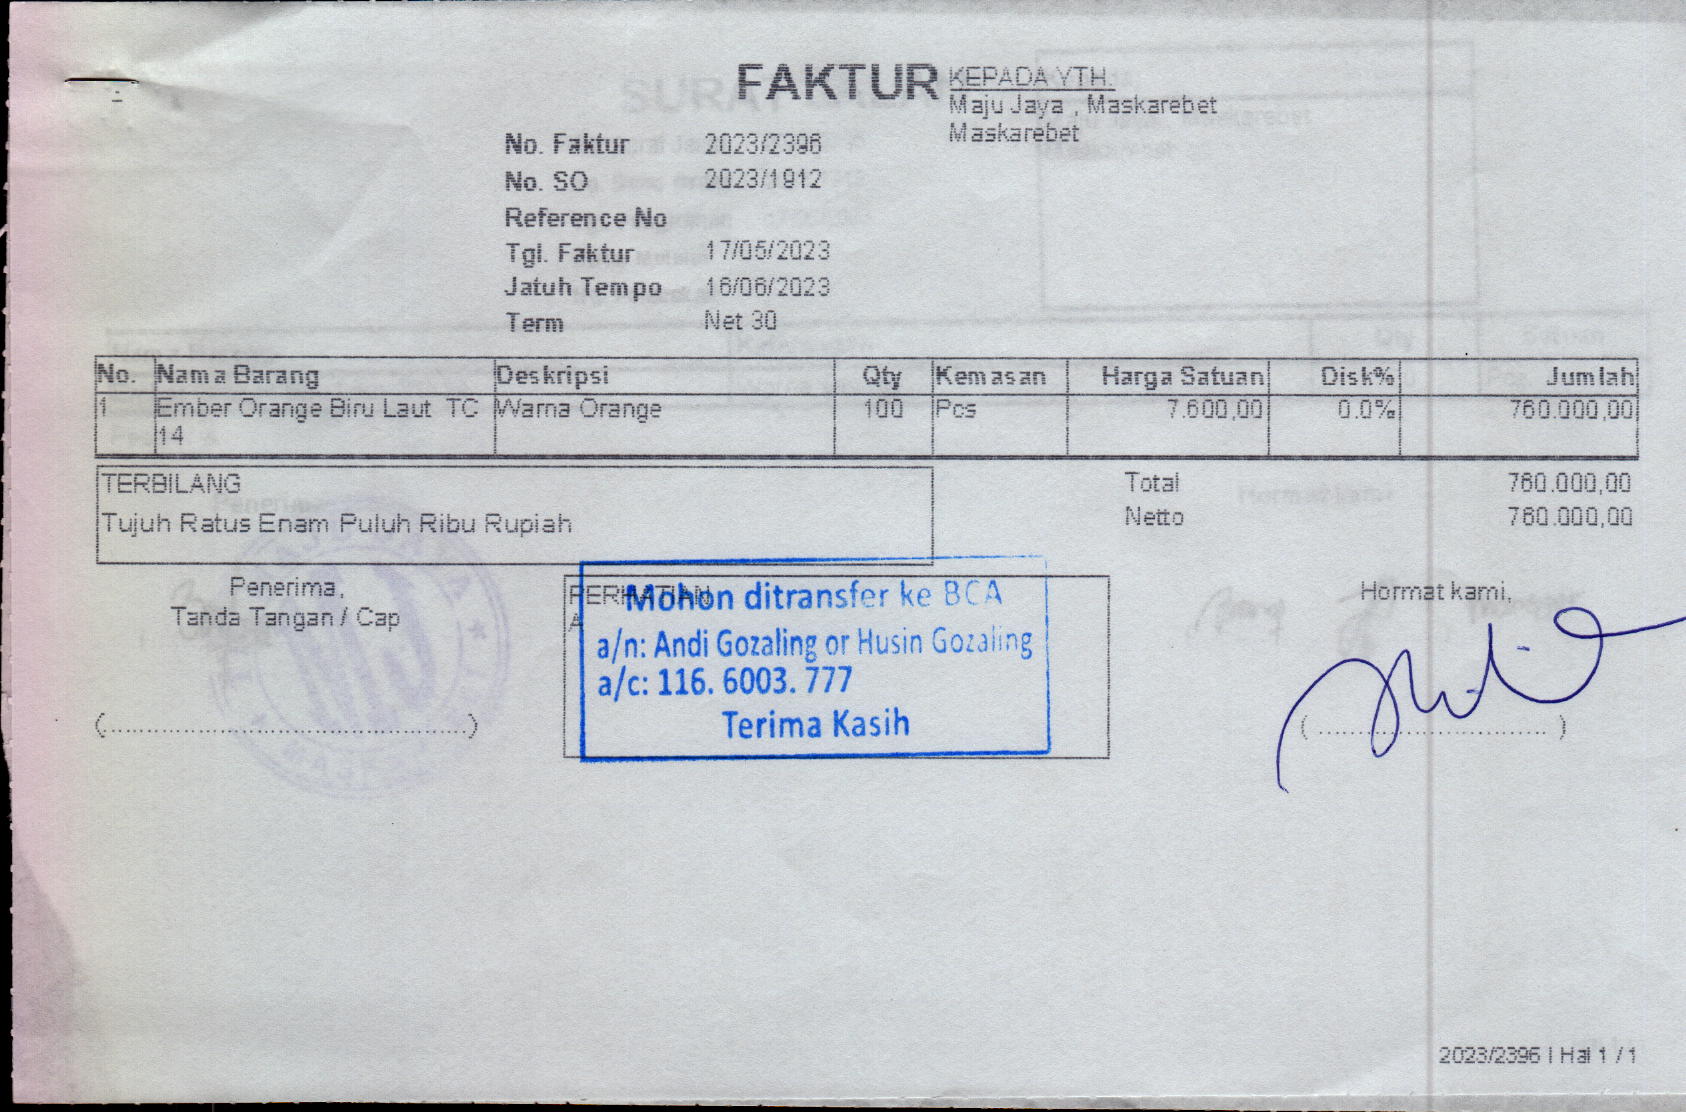 FAKTUR
KEPADA YTH.
Maju Jaya , Maskarebet
Maskarebet
No. Faktur 2023/2396
No. SO 2023/1912
Reference No
Tgl. Faktur 17/05/2023
Jatuh Tempo 16/06/2023
Term Net 30
No. Nama Barang Deskripsi Qty Kemasan Harga Satuan Disk% Jumlah
1 Ember Orange Biru Laut TC Warna Orange 100 Pcs 7.600,00 0.0% 760.000,00
14
TERBILANG
Tujuh Ratus Enam Puluh Ribu Rupiah
Total 760.000,00
Netto 760.000,00
Penerima,
Tanda Tangan / Cap
(..........................................)
PERHATIAN
A
Mohon ditransfer ke BCA
a/n: Andi Gozaling or Husin Gozaling
a/c: 116. 6003. 777
Terima Kasih
Hormat kami,
( .............................. )
2023/2396 | Hal 1 / 1